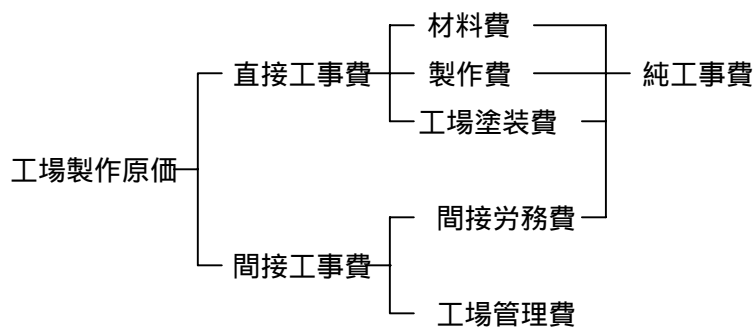 材料費
直接工事費 製作費 純工事費
工場塗装費
工場製作原価
間接労務費
間接工事費
工場管理費